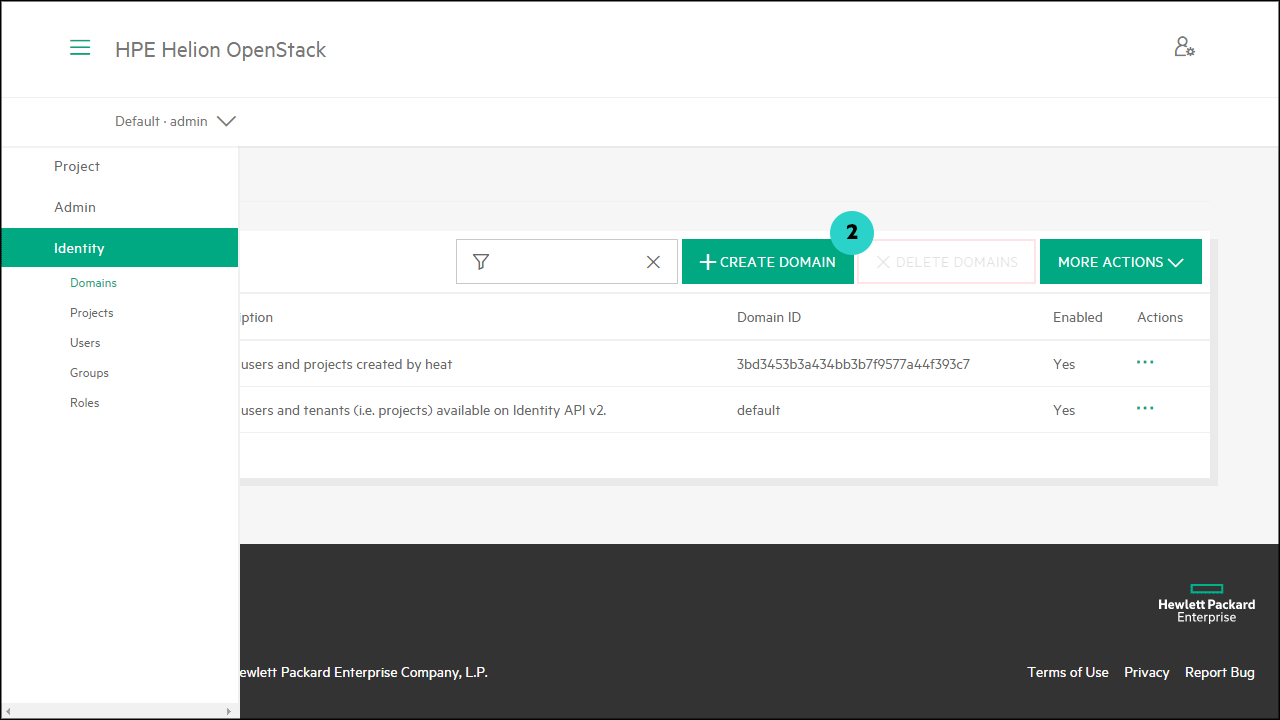 HPE Helion OpenStack
Default · admin
Project
Admin
Identity
Domains
Projects
Users
Groups
Roles
2
CREATE DOMAIN
DELETE DOMAINS
MORE ACTIONS
iption Domain ID Enabled Actions
users and projects created by heat 3bd3453b3a434bb3b7f9577a44f393c7 Yes
users and tenants (i.e. projects) available on Identity API v2. default Yes
Hewlett Packard
Enterprise
ewlett Packard Enterprise Company, L.P.
Terms of Use Privacy Report Bug